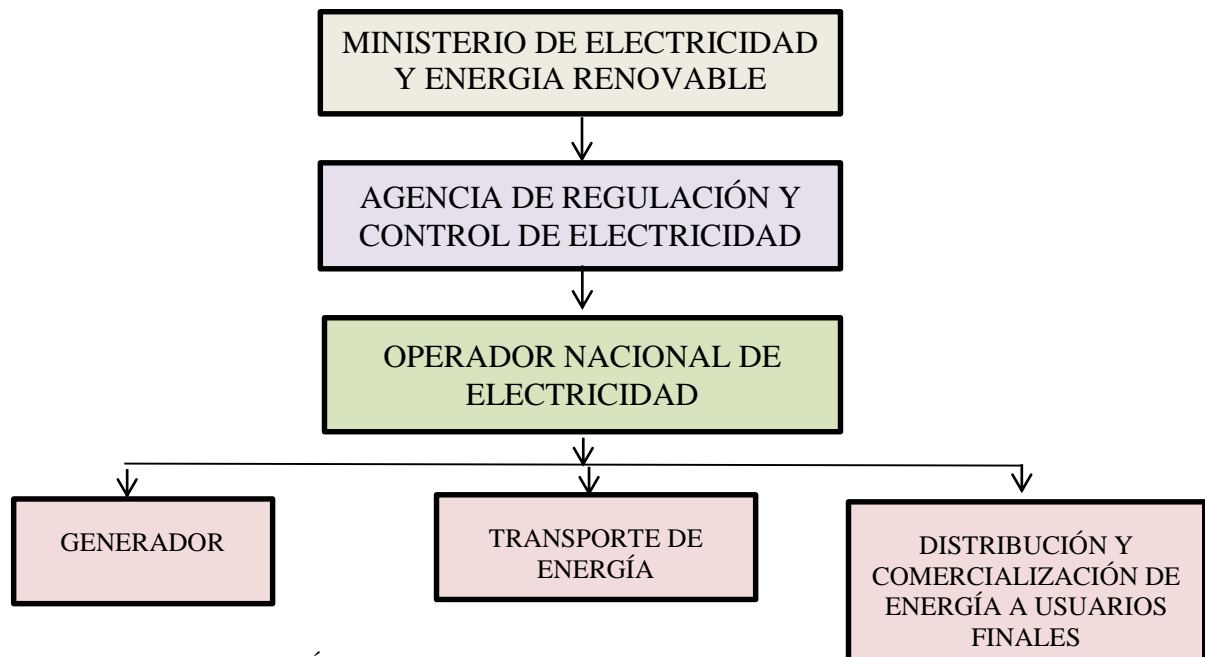 MINISTERIO DE ELECTRICIDAD
Y ENERGIA RENOVABLE
AGENCIA DE REGULACIÓN Y
CONTROL DE ELECTRICIDAD
OPERADOR NACIONAL DE
ELECTRICIDAD
GENERADOR
TRANSPORTE DE
ENERGÍA
DISTRIBUCIÓN Y
COMERCIALIZACIÓN DE
ENERGÍA A USUARIOS
FINALES